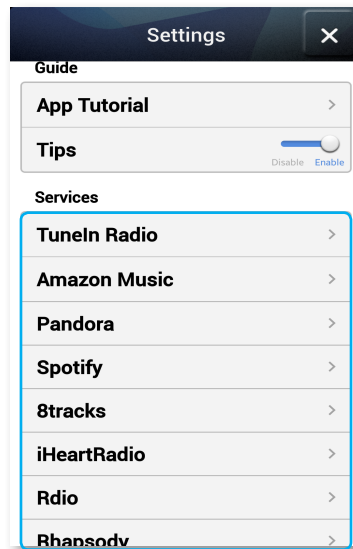 Settings
Guide
App Tutorial
Tips
Disable Enable
Services
TuneIn Radio
Amazon Music
Pandora
Spotify
8tracks
iHeartRadio
Rdio
Rhapsody